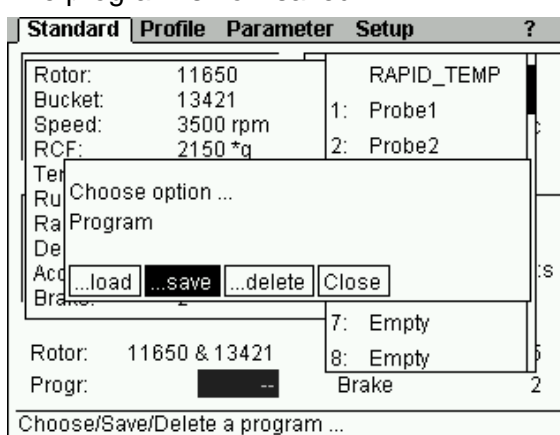 Standard Profile Parameter Setup ?
Rotor: 11650
Bucket: 13421
Speed: 3500 rpm
RCF: 2150 *g
RAPID_TEMP
1: Probe1
2: Probe2
Choose option ...
Program
...load ...save ...delete Close
7: Empty
8: Empty
Rotor: 11650 & 13421
Progr: --
Brake 2
Choose/Save/Delete a program ...